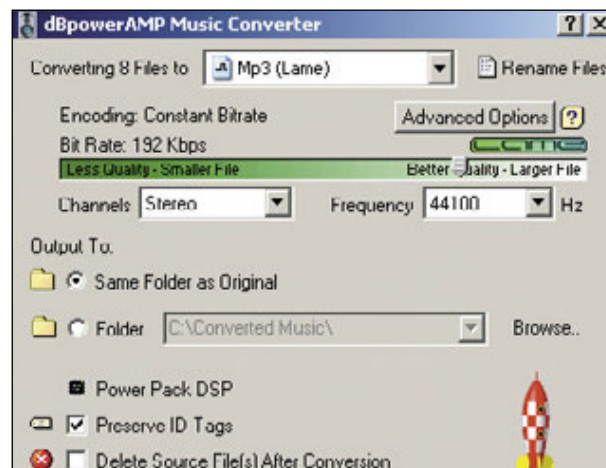 dBpowerAMP Music Converter
Converting 8 Files to Mp3 (Lame) Rename Files
Encoding: Constant Bitrate Advanced Options
Bit Rate: 192 Kbps
Less Quality - Smaller File Better Quality - Larger File
Channels Stereo Frequency 44100 Hz
Output To:
Same Folder as Original
Folder C:\Converted Music\ Browse..
Power Pack DSP
Preserve ID Tags
Delete Source File(s) After Conversion